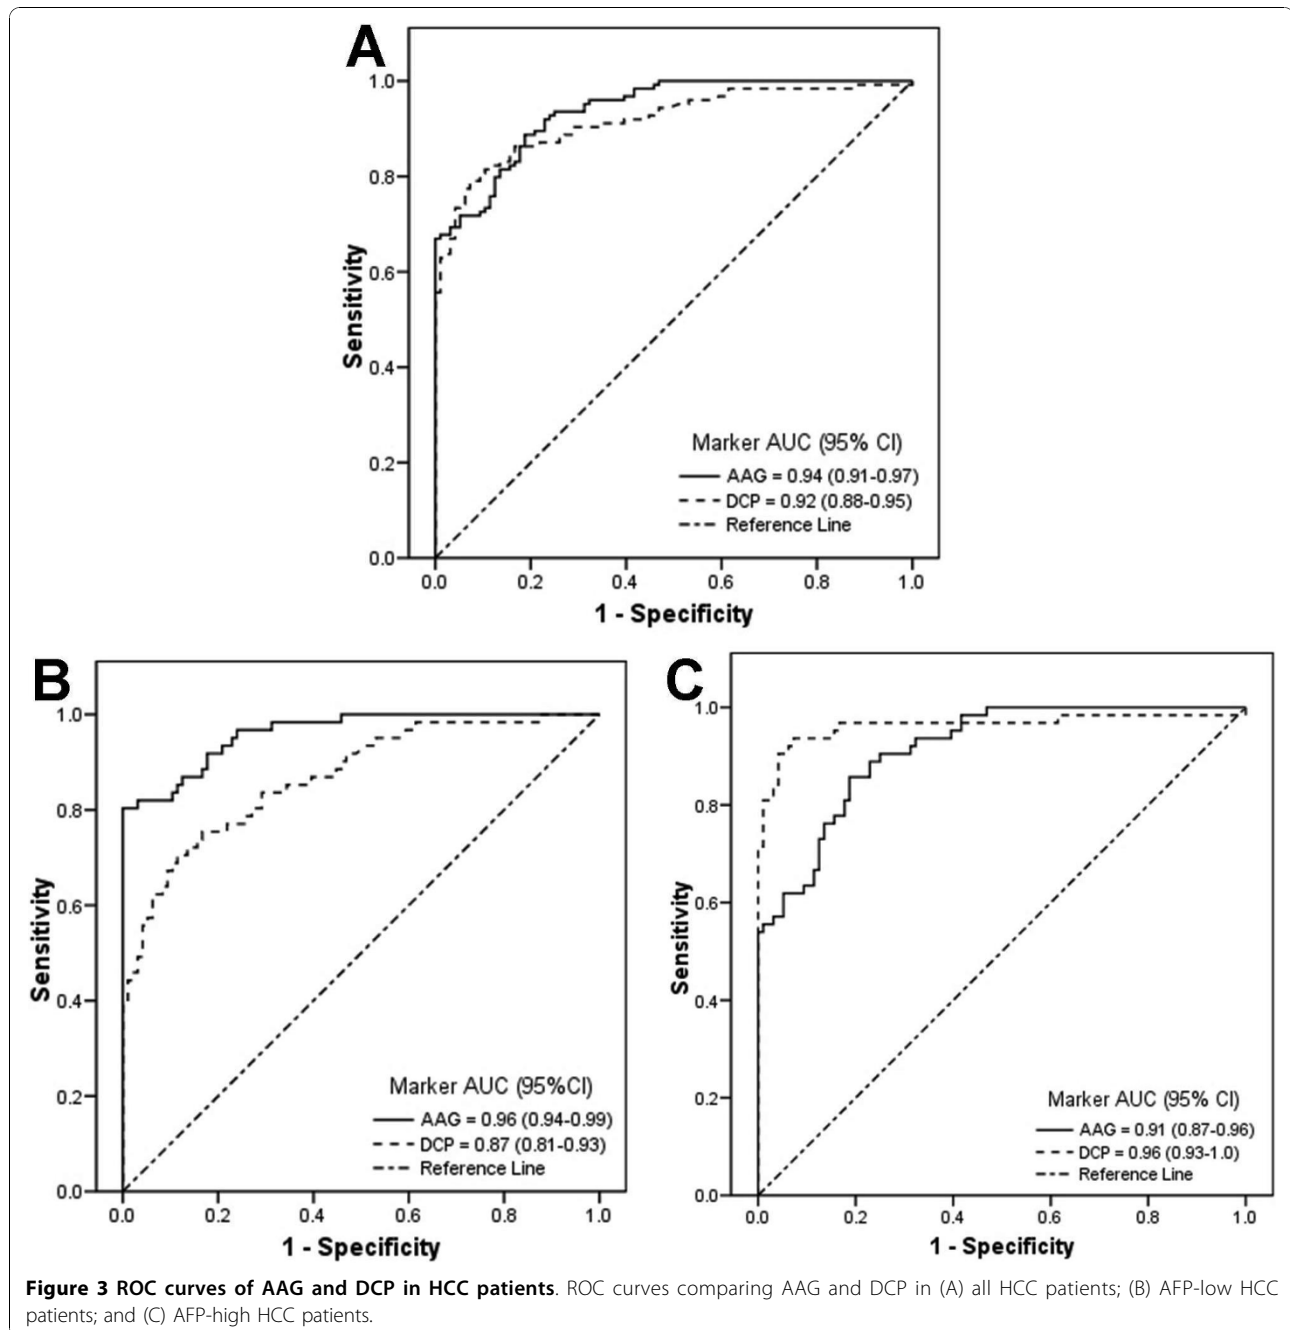 A
1.0
0.8
0.6
0.4
0.2
0.0
Sensitivity
Marker AUC (95% CI)
AAG = 0.94 (0.91-0.97)
DCP = 0.92 (0.88-0.95)
Reference Line
0.0 0.2 0.4 0.6 0.8 1.0
1 - Specificity
B
1.0
0.8
0.6
0.4
0.2
0.0
Sensitivity
Marker AUC (95%CI)
AAG = 0.96 (0.94-0.99)
DCP = 0.87 (0.81-0.93)
Reference Line
0.0 0.2 0.4 0.6 0.8 1.0
1 - Specificity
C
1.0
0.8
0.6
0.4
0.2
0.0
Sensitivity
Marker AUC (95% CI)
AAG = 0.91 (0.87-0.96)
DCP = 0.96 (0.93-1.0)
Reference Line
0.0 0.2 0.4 0.6 0.8 1.0
1 - Specificity
Figure 3 ROC curves of AAG and DCP in HCC patients. ROC curves comparing AAG and DCP in (A) all HCC patients; (B) AFP-low HCC
patients; and (C) AFP-high HCC patients.